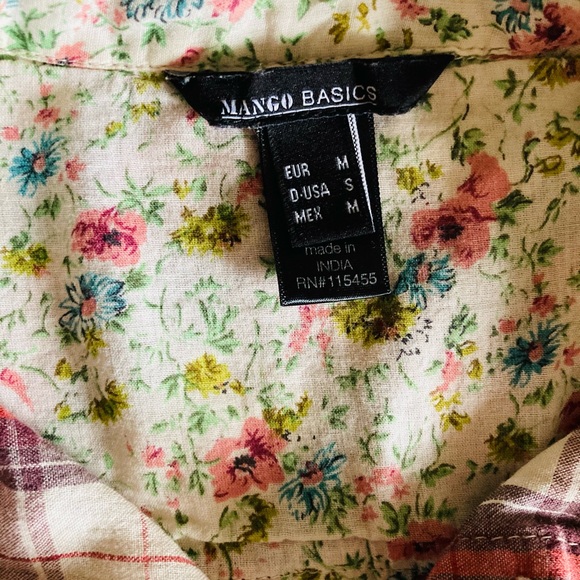 MANGO BASICS
EUR M
D·USA S
MEX M
made in
INDIA
RN#115455